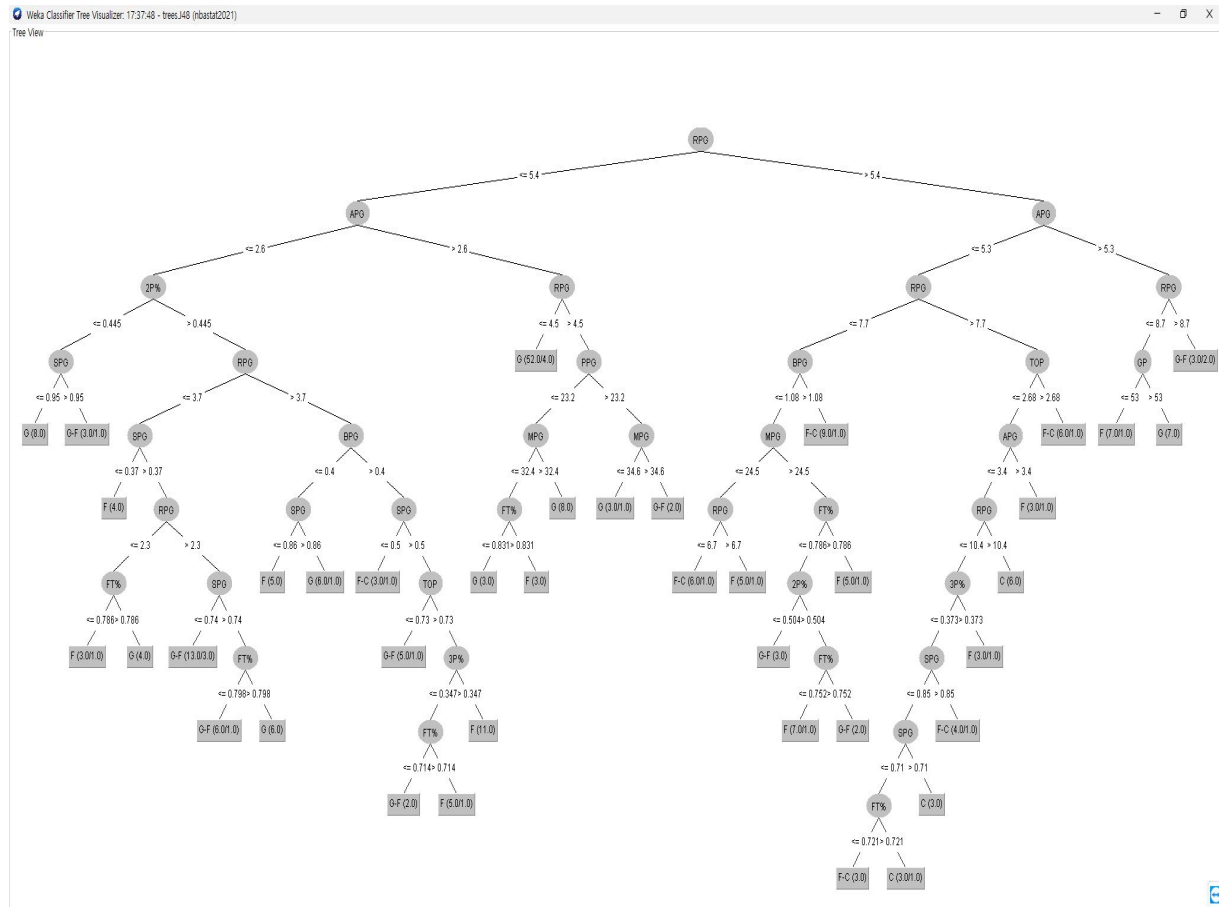 Weka Classifier Tree Visualizer: 17:37:48 - trees.J48 (nbastat2021)
Tree View
RPG
<= 5.4 > 5.4
APG APG
<= 2.6 > 2.6 <= 5.3 > 5.3
2P% RPG RPG RPG
<= 0.445 > 0.445 <= 4.5 > 4.5 <= 7.7 > 7.7 <= 8.7 > 8.7
SPG RPG G (52.0/4.0) PPG BPG TOP GP G-F (3.0/2.0)
<= 0.95 > 0.95 <= 3.7 > 3.7 <= 23.2 > 23.2 <= 1.08 > 1.08 <= 2.68 > 2.68 <= 53 > 53
G (8.0) G-F (3.0/1.0) SPG BPG MPG MPG MPG F-C (9.0/1.0) APG F-C (6.0/1.0) F (7.0/1.0) G (7.0)
<= 0.37 > 0.37 <= 0.4 > 0.4 <= 32.4 > 32.4 <= 34.6 > 34.6 <= 24.5 > 24.5 <= 3.4 > 3.4
F (4.0) RPG SPG SPG FT% G (8.0) G (3.0/1.0) G-F (2.0) RPG FT% RPG F (3.0/1.0)
<= 2.3 > 2.3 <= 0.86 > 0.86 <= 0.5 > 0.5 <= 0.831 > 0.831 <= 6.7 > 6.7 <= 0.786 > 0.786 <= 10.4 > 10.4
FT% SPG F (5.0) G (6.0/1.0) F-C (3.0/1.0) TOP G (3.0) F (3.0) F-C (6.0/1.0) F (5.0/1.0) 2P% F (5.0/1.0) 3P% C (6.0)
<= 0.786 > 0.786 <= 0.74 > 0.74 <= 0.73 > 0.73 <= 0.504 > 0.504 <= 0.373 > 0.373
F (3.0/1.0) G (4.0) G-F (13.0/3.0) FT% G-F (5.0/1.0) 3P% G-F (3.0) FT% SPG F (3.0/1.0)
<= 0.798 > 0.798 <= 0.347 > 0.347 <= 0.752 > 0.752 <= 0.85 > 0.85
G-F (6.0/1.0) G (6.0) FT% F (11.0) F (7.0/1.0) G-F (2.0) SPG F-C (4.0/1.0)
<= 0.714 > 0.714 <= 0.71 > 0.71
G-F (2.0) F (5.0/1.0) FT% C (3.0)
<= 0.721 > 0.721
F-C (3.0) C (3.0/1.0)